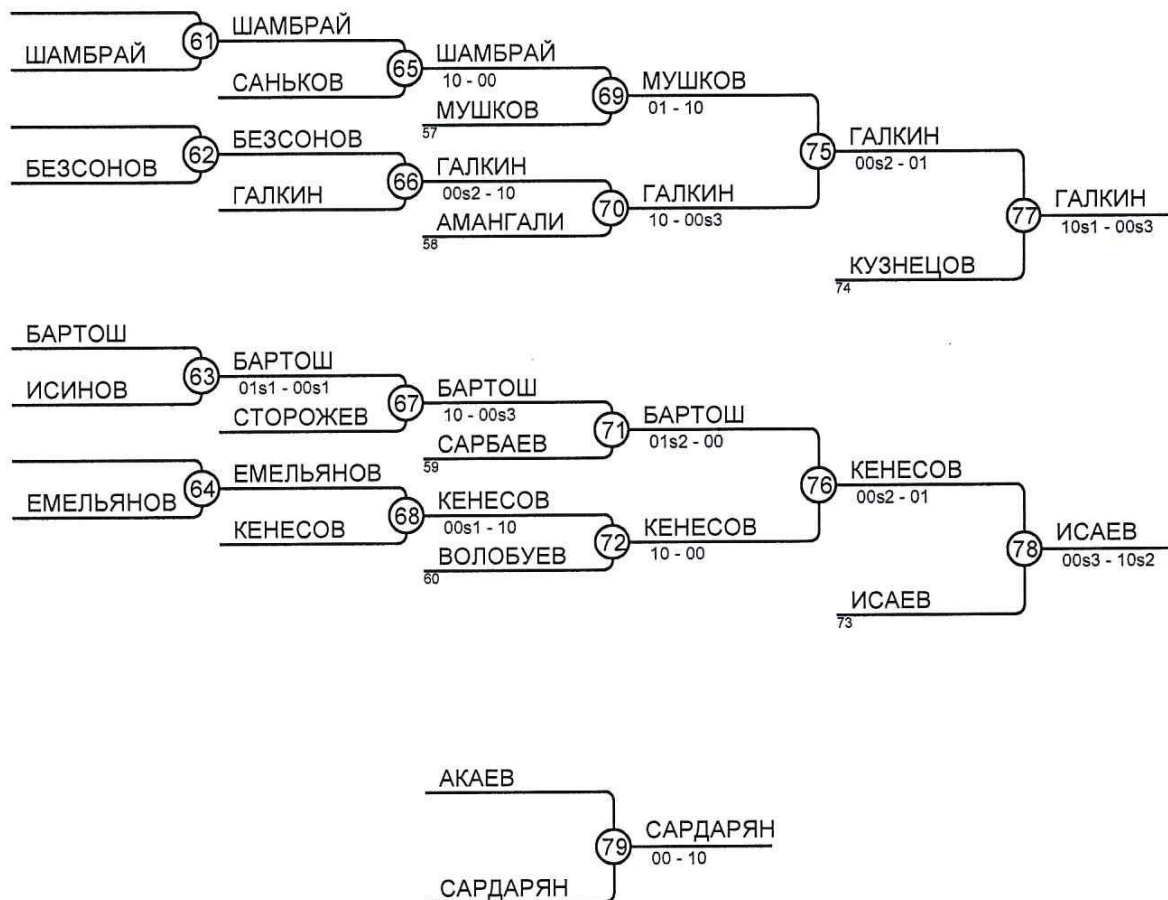 ШАМБРАЙ
61
ШАМБРАЙ
САНЬКОВ
65
ШАМБРАЙ
10 - 00
МУШКОВ
57
69
МУШКОВ
01 - 10
БЕЗСОНОВ
62
БЕЗСОНОВ
ГАЛКИН
66
ГАЛКИН
00s2 - 10
АМАНГАЛИ
58
70
ГАЛКИН
10 - 00s3
75
ГАЛКИН
00s2 - 01
КУЗНЕЦОВ
74
77
ГАЛКИН
10s1 - 00s3
БАРТОШ
ИСИНОВ
63
БАРТОШ
01s1 - 00s1
СТОРОЖЕВ
67
БАРТОШ
10 - 00s3
САРБАЕВ
59
71
БАРТОШ
01s2 - 00
ЕМЕЛЬЯНОВ
64
ЕМЕЛЬЯНОВ
КЕНЕСОВ
68
КЕНЕСОВ
00s1 - 10
ВОЛОБУЕВ
60
72
КЕНЕСОВ
10 - 00
76
КЕНЕСОВ
00s2 - 01
ИСАЕВ
73
78
ИСАЕВ
00s3 - 10s2
АКАЕВ
САРДАРЯН
79
САРДАРЯН
00 - 10